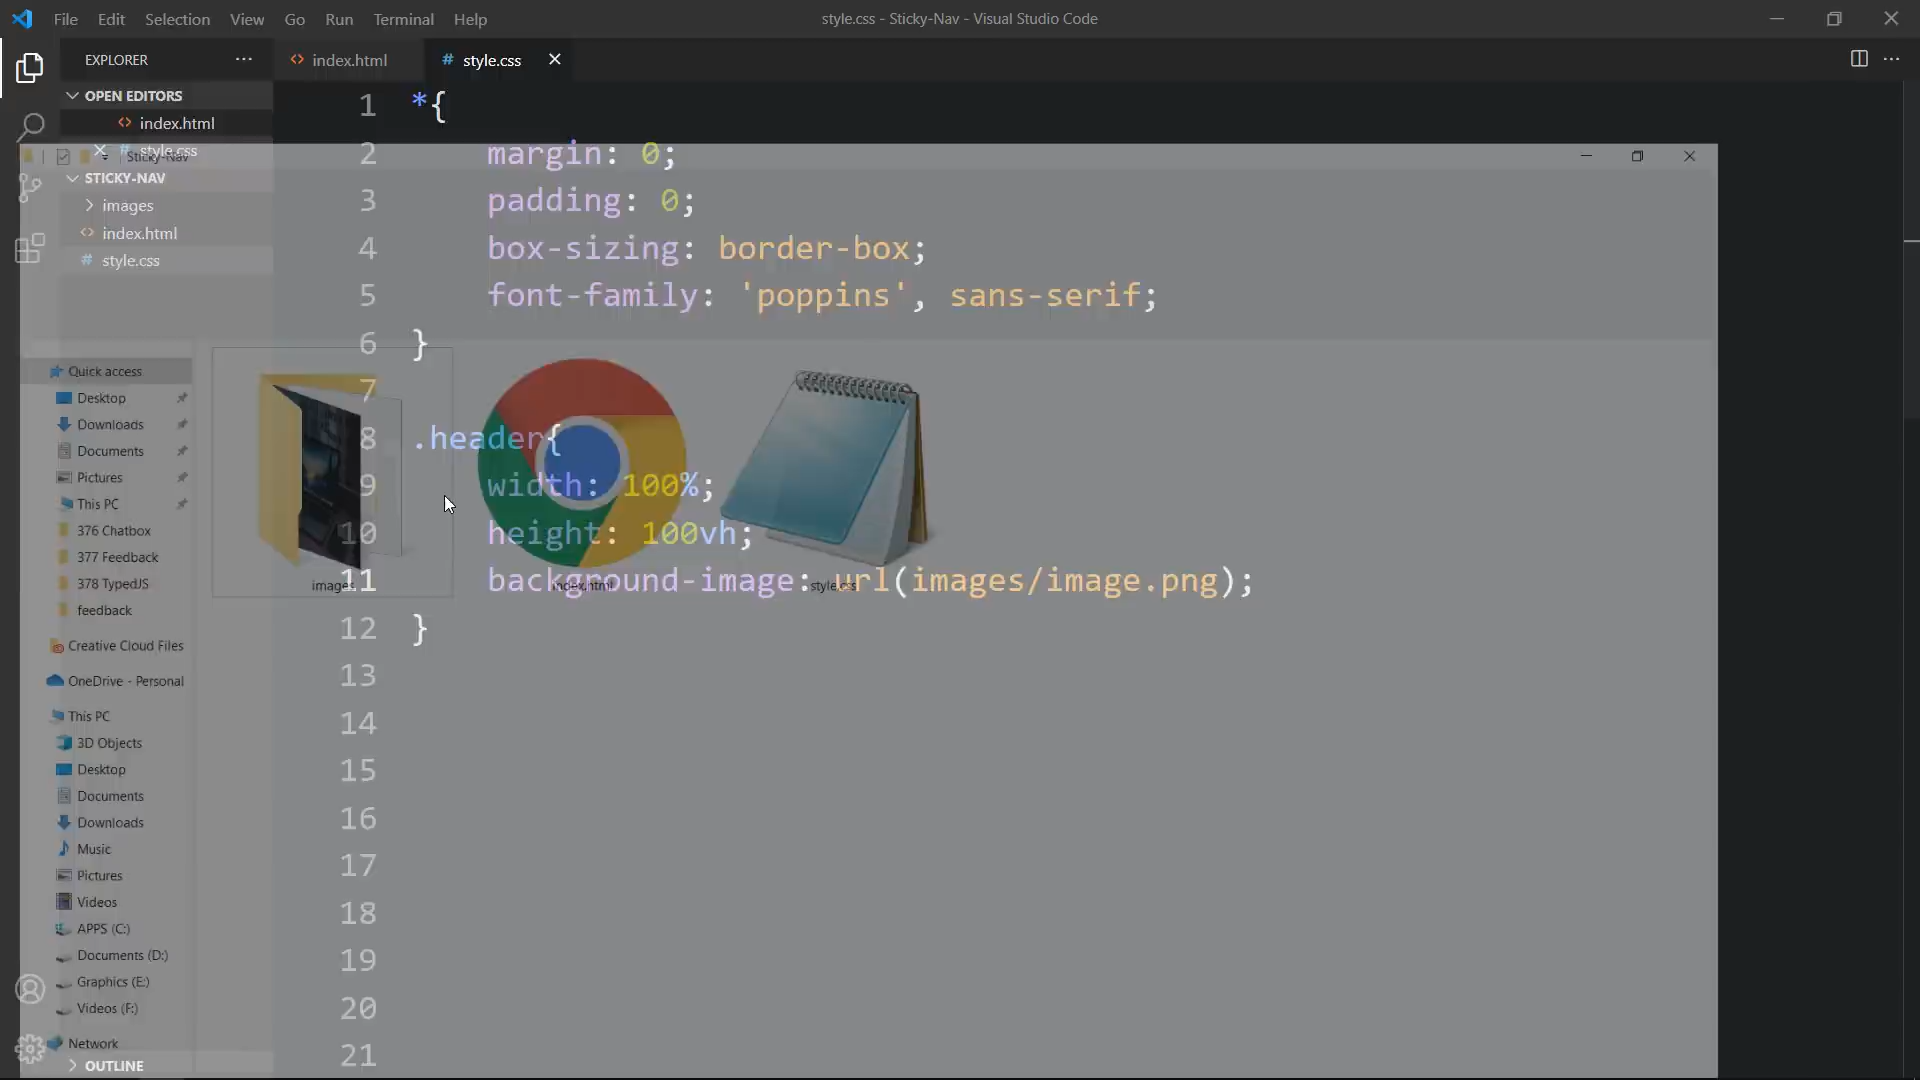 File Edit Selection View Go Run Terminal Help
style.css - Sticky-Nav - Visual Studio Code
EXPLORER
index.html
# style.css
OPEN EDITORS
index.html
# style.css
Sticky-Nav
STICKY-NAV
images
index.html
# style.css
1 *{
2 margin: 0;
3 padding: 0;
4 box-sizing: border-box;
5 font-family: 'poppins', sans-serif;
6 }
7
8 .header{
9 width: 100%;
10 height: 100vh;
11 background-image: url(images/image.png);
12 }
13
14
15
16
17
18
19
20
21
Quick access
Desktop
Downloads
Documents
Pictures
This PC
376 Chatbox
377 Feedback
378 TypedJS
feedback
Creative Cloud Files
OneDrive - Personal
This PC
3D Objects
Desktop
Documents
Downloads
Music
Pictures
Videos
APPS (C:)
Documents (D:)
Graphics (E:)
Videos (F:)
Network
images
index.html
style.css
OUTLINE